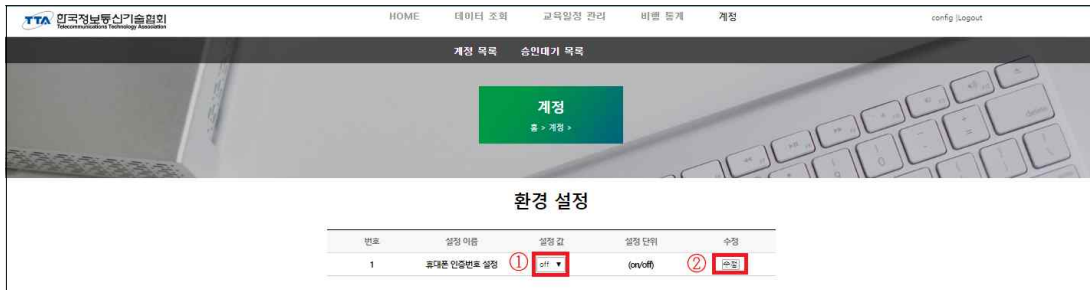 TTA 한국정보통신기술협회
Telecommunications Technology Association
HOME 데이터 조회 교육일정 관리 비행 통계 계정 config |Logout
계정 목록 승인대기 목록
계정
홈 > 계정 >
delete
환경 설정
번호 설정 이름 설정 값 설정 단위 수정
1 휴대폰 인증번호 설정 ① off ▼ (on/off) ② 수정